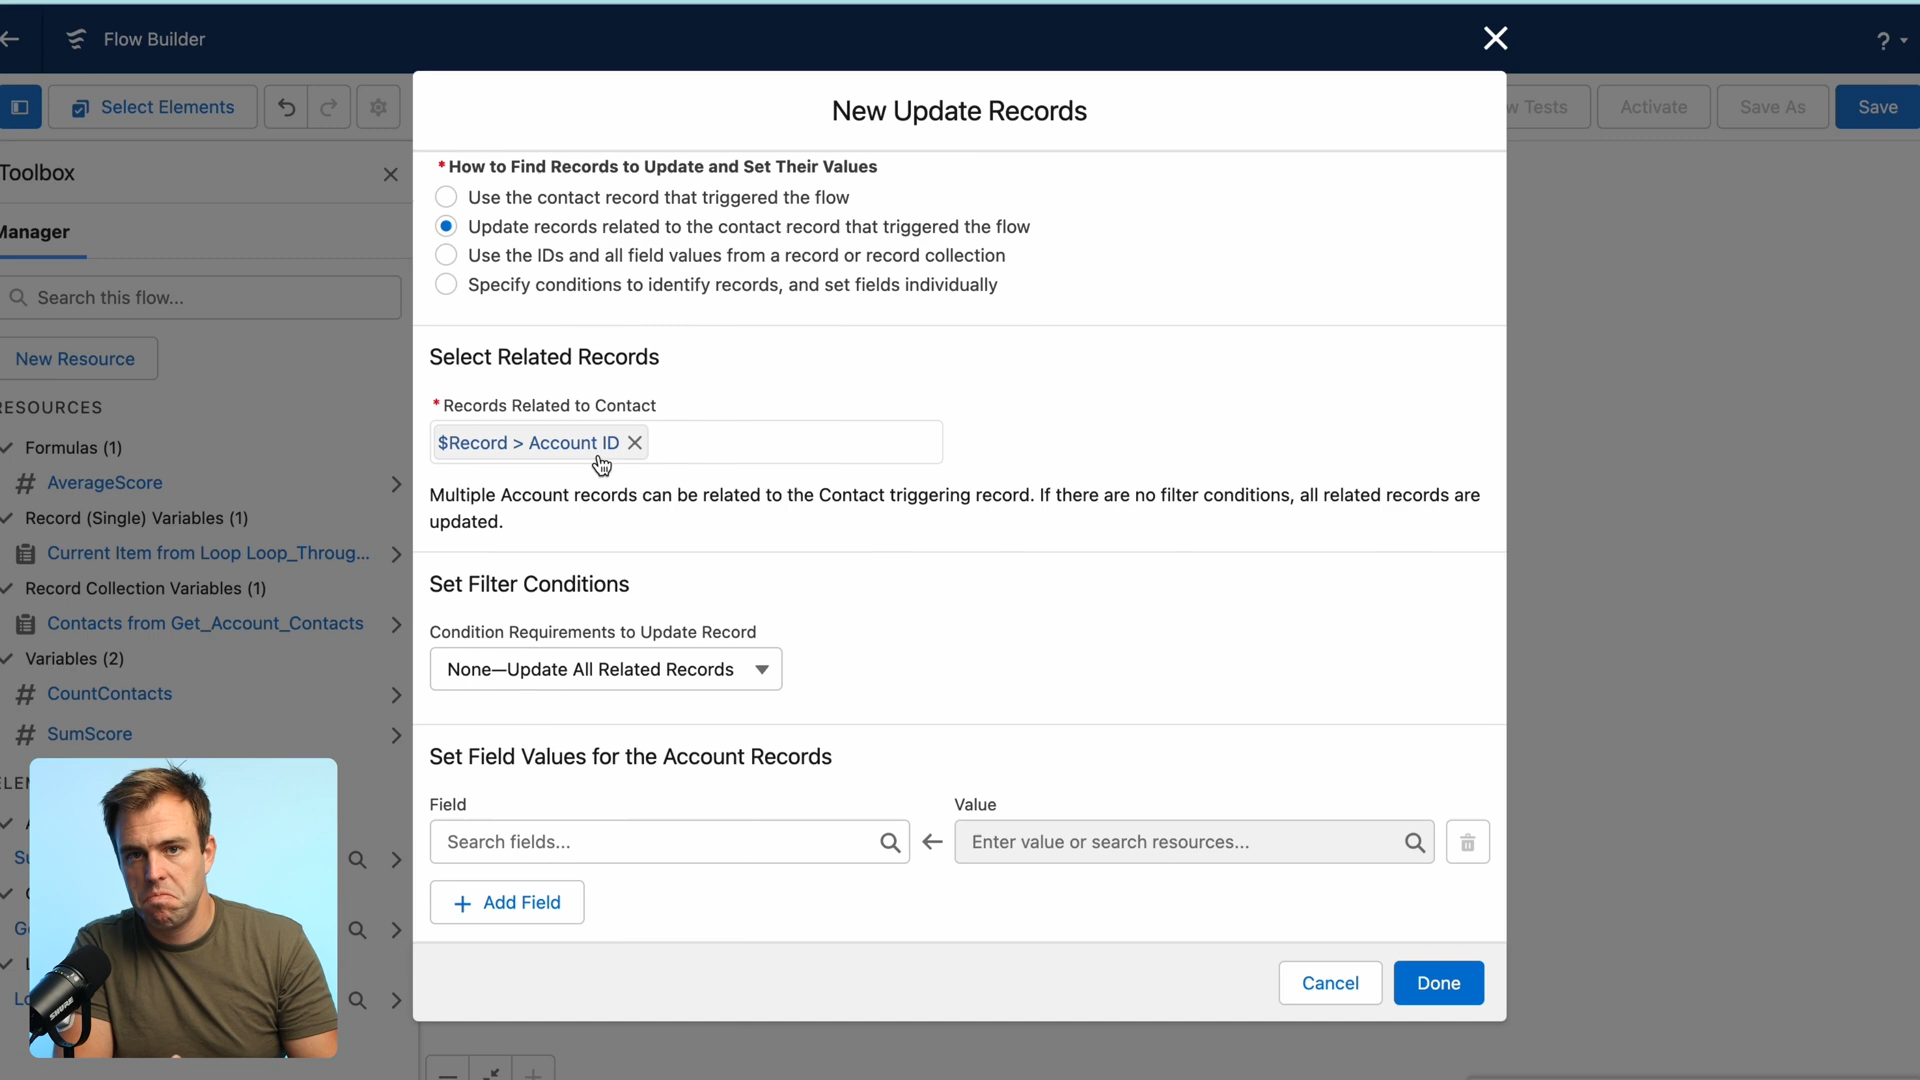 Flow Builder
?
Select Elements
w Tests
Activate
Save As
Save
Toolbox
Manager
Search this flow...
New Resource
RESOURCES
Formulas (1)
AverageScore
Record (Single) Variables (1)
Current Item from Loop Loop_Throug...
Record Collection Variables (1)
Contacts from Get_Account_Contacts
Variables (2)
CountContacts
SumScore
New Update Records
*How to Find Records to Update and Set Their Values
Use the contact record that triggered the flow
Update records related to the contact record that triggered the flow
Use the IDs and all field values from a record or record collection
Specify conditions to identify records, and set fields individually
Select Related Records
*Records Related to Contact
$Record > Account ID
Multiple Account records can be related to the Contact triggering record. If there are no filter conditions, all related records are
updated.
Set Filter Conditions
Condition Requirements to Update Record
None—Update All Related Records
Set Field Values for the Account Records
Field
Value
Search fields...
Enter value or search resources...
Add Field
Cancel
Done
SHURE